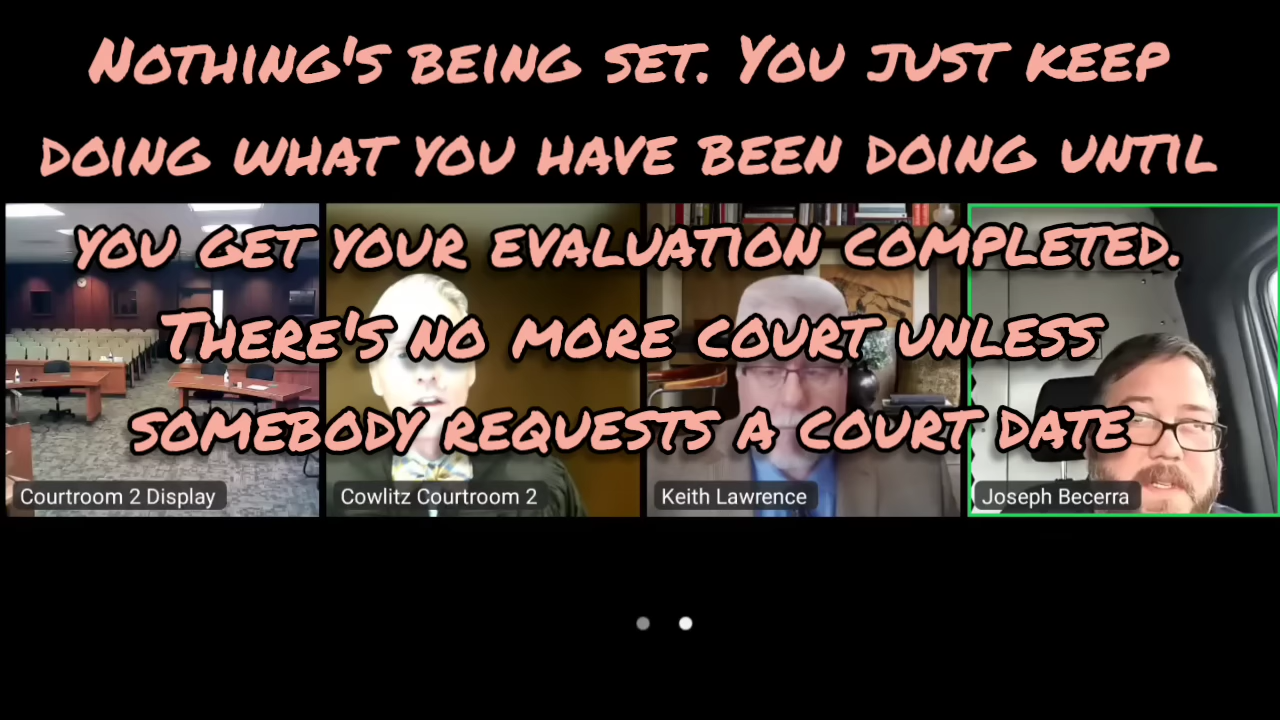 Nothing's being set. You just keep
doing what you have been doing until
you get your evaluation completed.
There's no more court unless
somebody requests a court date
Courtroom 2 Display
Cowlitz Courtroom 2
Keith Lawrence
Joseph Becerra